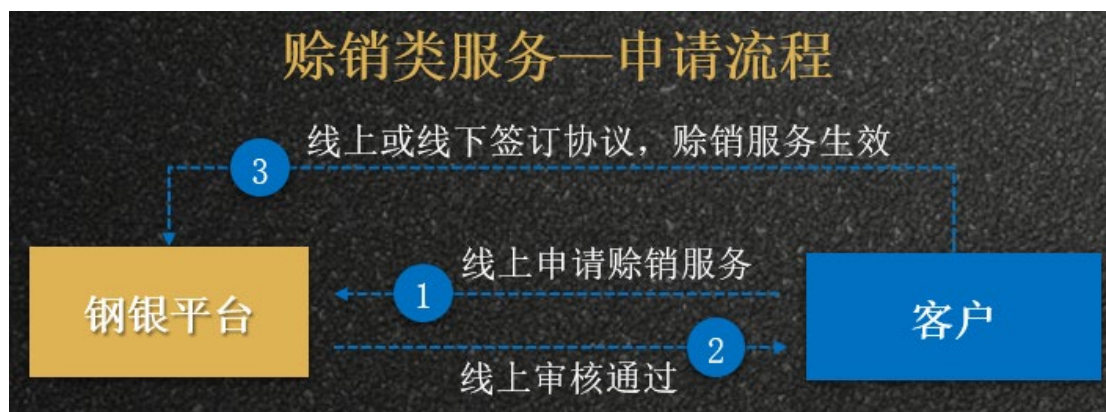 赊销类服务—申请流程
线上或线下签订协议，赊销服务生效
3
线上申请赊销服务
1
钢银平台
客户
2
线上审核通过